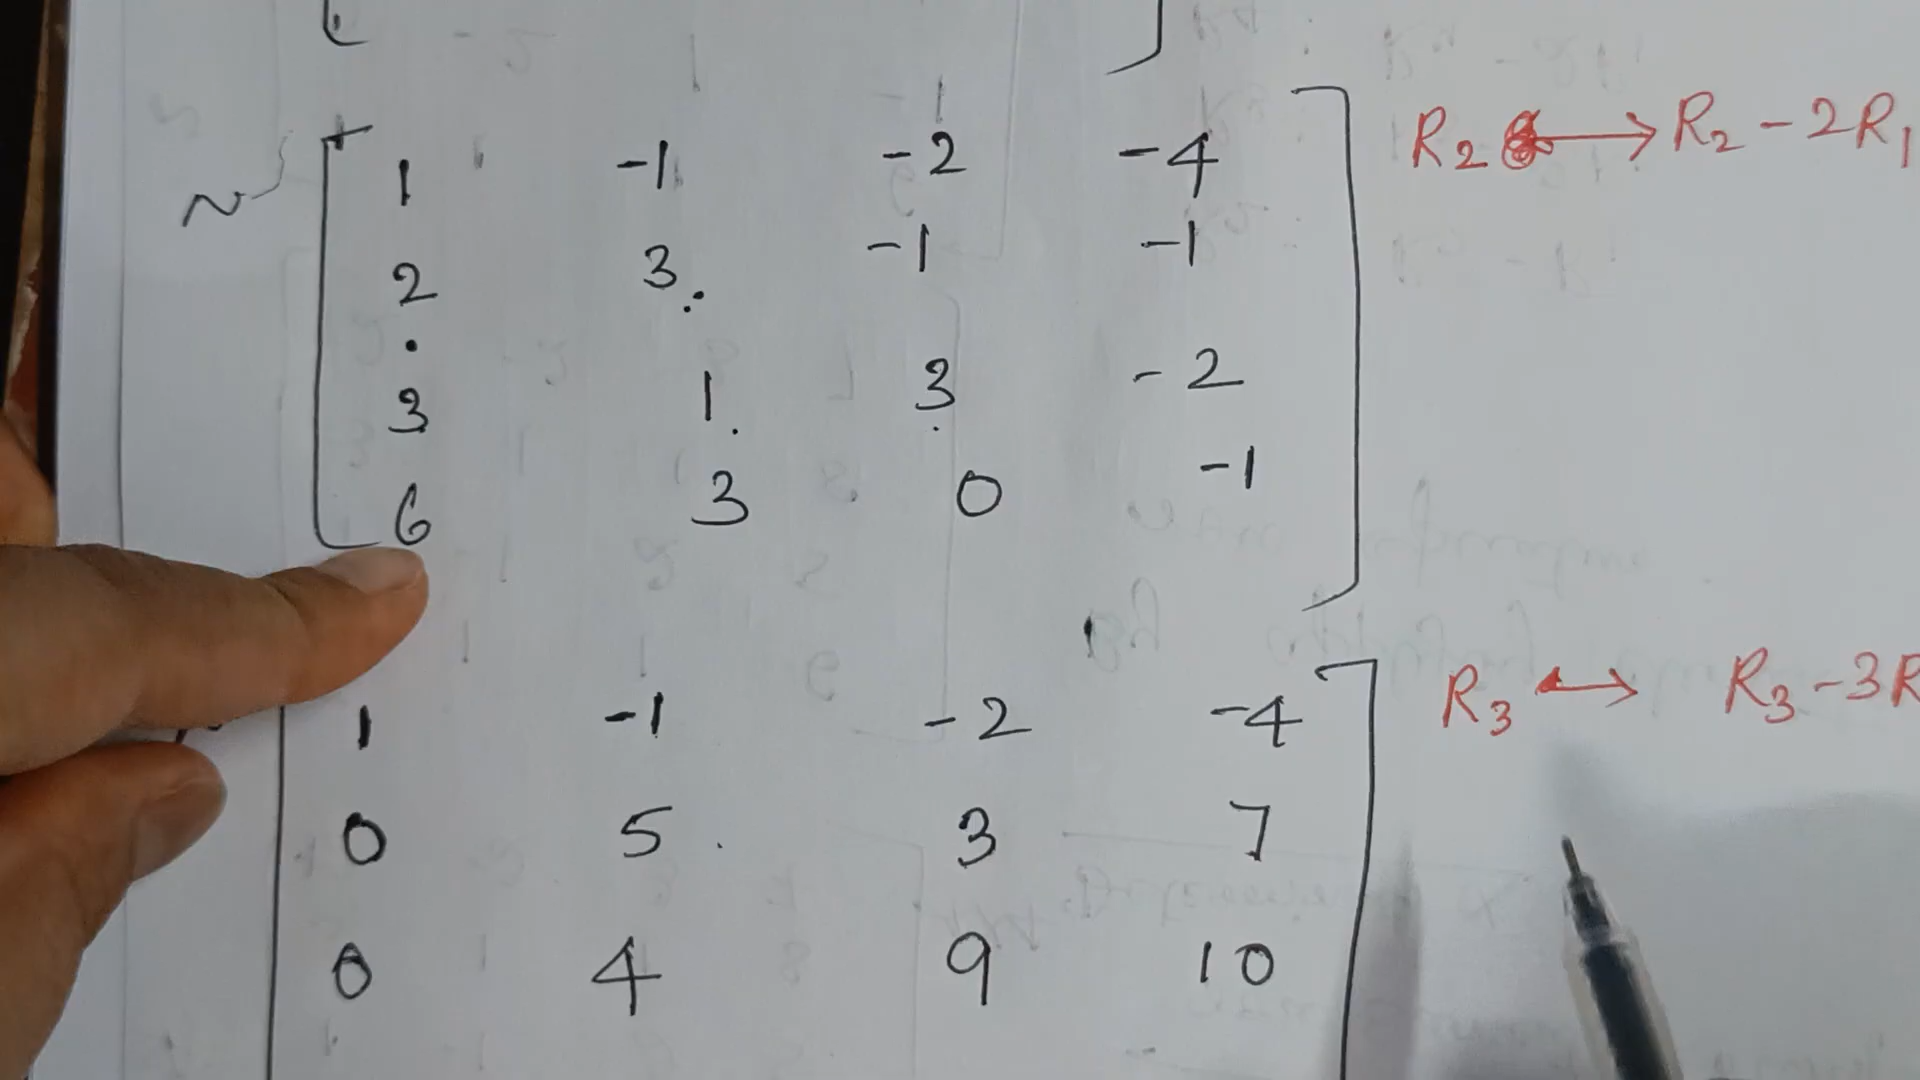 ~ 1 -1 -2 -4 R2 → R2 - 2R1
2 3 -1 -1
3 1 3 -2
6 3 0 -1
1 -1 -2 -4 R3 → R3 - 3R
0 5 3 7
0 4 9 10